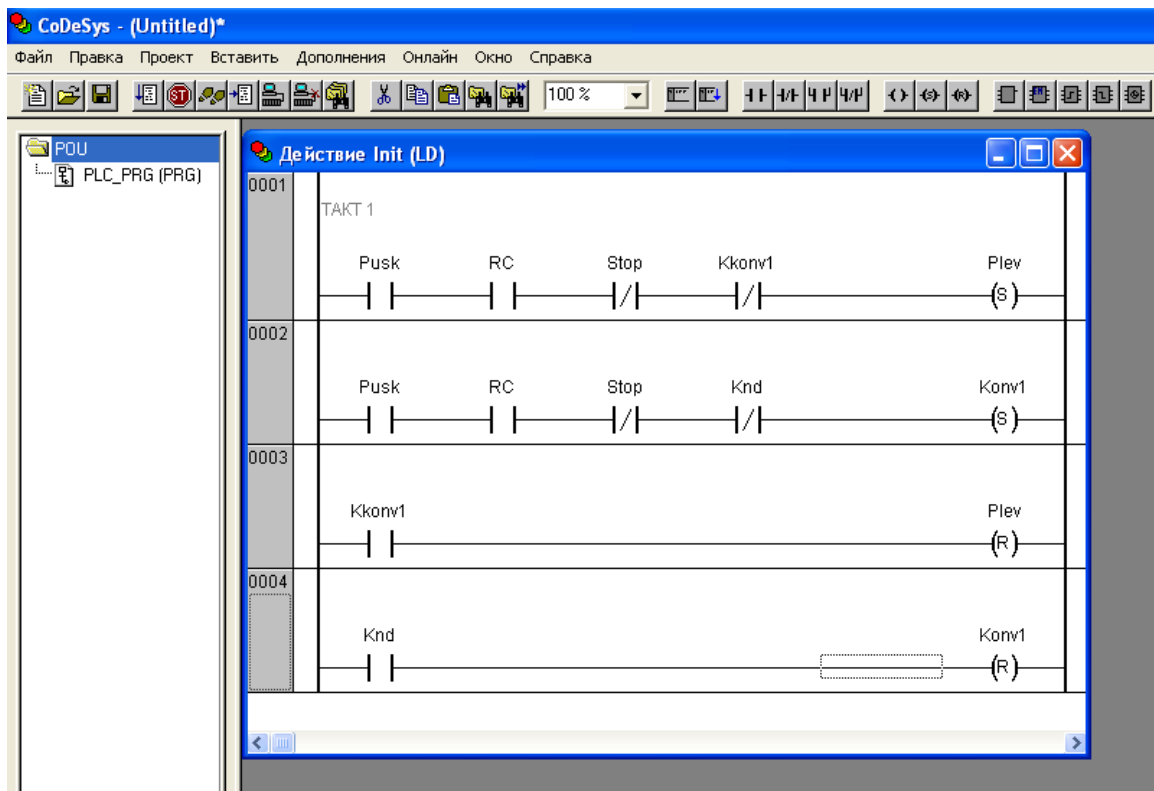 CoDeSys - (Untitled)*
Файл Правка Проект Вставить Дополнения Онлайн Окно Справка
ST 100 %
POU
PLC_PRG (PRG)
Действие Init (LD)
0001
ТАКТ 1
Pusk RC Stop Kkonv1 Plev
S
0002
Pusk RC Stop Knd Konv1
S
0003
Kkonv1 Plev
R
0004
Knd Konv1
R